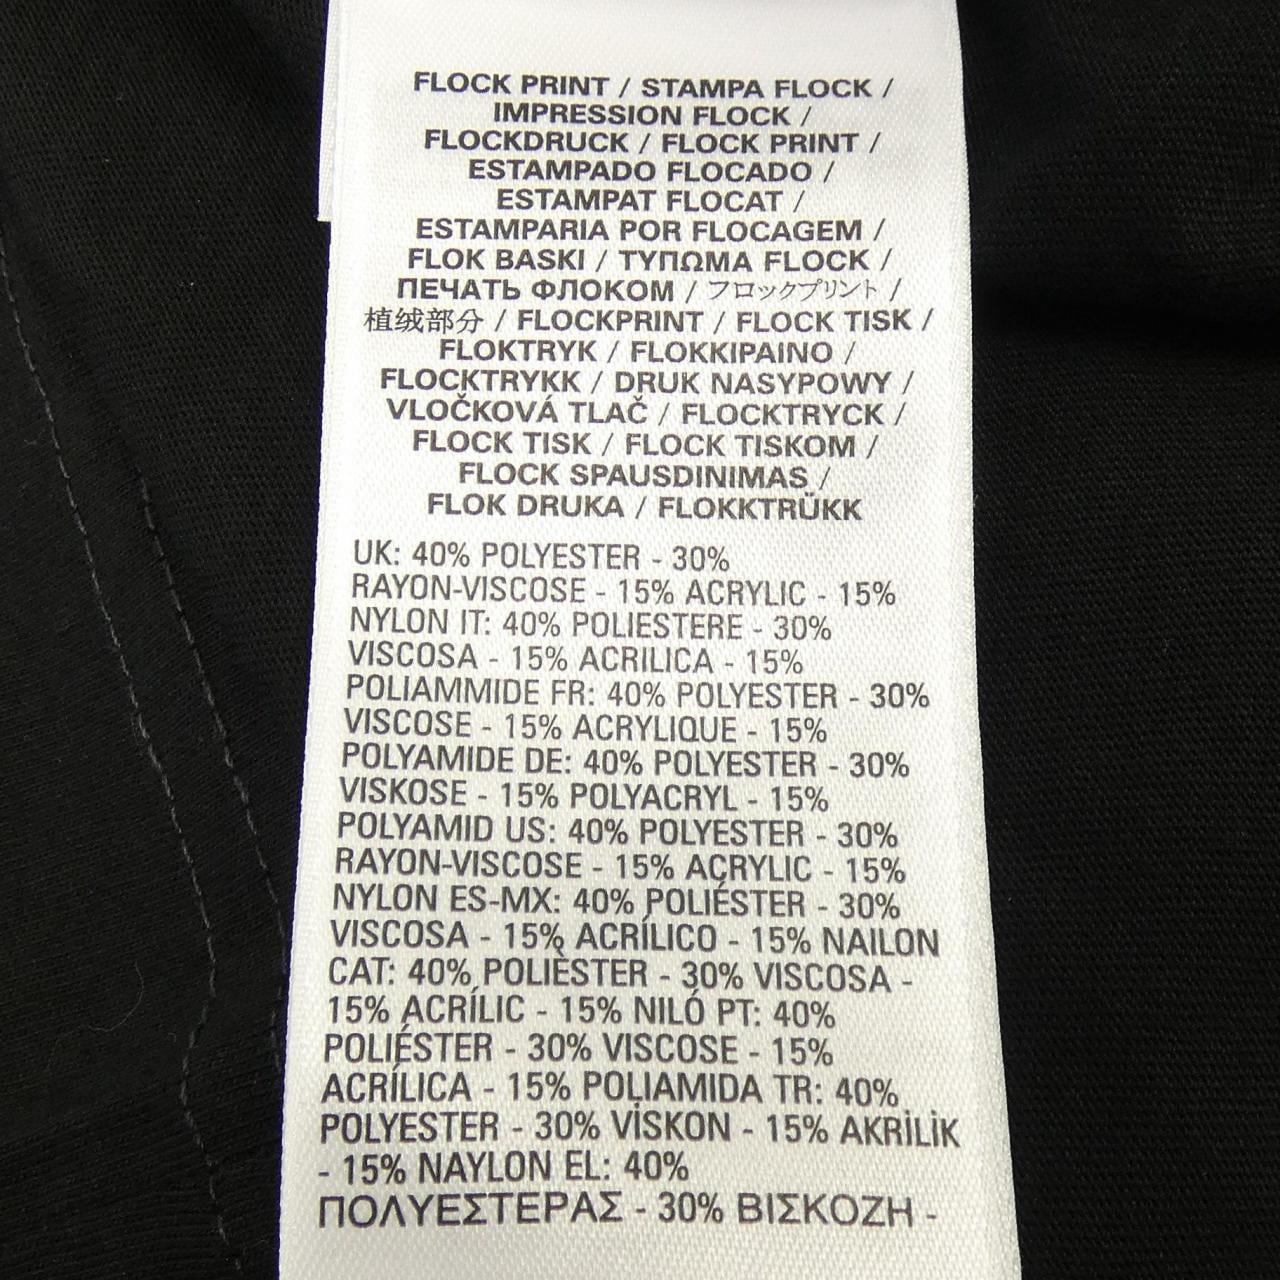 FLOCK PRINT / STAMPA FLOCK /
IMPRESSION FLOCK /
FLOCKDRUCK / FLOCK PRINT /
ESTAMPADO FLOCADO /
ESTAMPAT FLOCAT /
ESTAMPARIA POR FLOCAGEM /
FLOK BASKI / ΤΥΠΩΜΑ FLOCK /
ПЕЧАТЬ ФЛОКОМ / フロックプリント /
植绒部分 / FLOCKPRINT / FLOCK TISK /
FLOKTRYK / FLOKKIPAINO /
FLOCKTRYKK / DRUK NASYPOWY /
VLOČKOVÁ TLAČ / FLOCKTRYCK /
FLOCK TISK / FLOCK TISKOM /
FLOCK SPAUSDINIMAS /
FLOK DRUKA / FLOKKTRÜKK
UK: 40% POLYESTER - 30%
RAYON-VISCOSE - 15% ACRYLIC - 15%
NYLON IT: 40% POLIESTERE - 30%
VISCOSA - 15% ACRILICA - 15%
POLIAMMIDE FR: 40% POLYESTER - 30%
VISCOSE - 15% ACRYLIQUE - 15%
POLYAMIDE DE: 40% POLYESTER - 30%
VISKOSE - 15% POLYACRYL - 15%
POLYAMID US: 40% POLYESTER - 30%
RAYON-VISCOSE - 15% ACRYLIC - 15%
NYLON ES-MX: 40% POLIÉSTER - 30%
VISCOSA - 15% ACRÍLICO - 15% NAILON
CAT: 40% POLIÈSTER - 30% VISCOSA -
15% ACRÍLIC - 15% NILÓ PT: 40%
POLIÉSTER - 30% VISCOSE - 15%
ACRÍLICA - 15% POLIAMIDA TR: 40%
POLYESTER - 30% VİSKON - 15% AKRİLİK
- 15% NAYLON EL: 40%
ΠΟΛΥΕΣΤΕΡΑΣ - 30% ΒΙΣΚΟΖΗ -